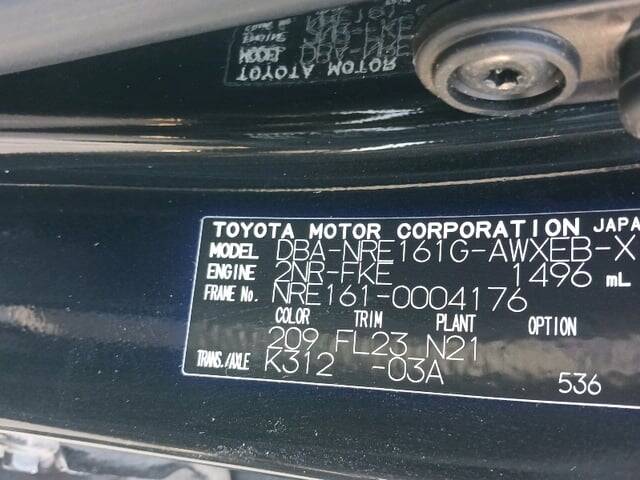 TOYOTA MOTOR CORPORATION JAPA
MODEL DBA-NRE161G-AWXEB-X
ENGINE 2NR-FKE 1496 mL
FRAME No. NRE161-0004176
COLOR TRIM PLANT OPTION
209 FL23 N21
TRANS./AXLE K312 -03A
536